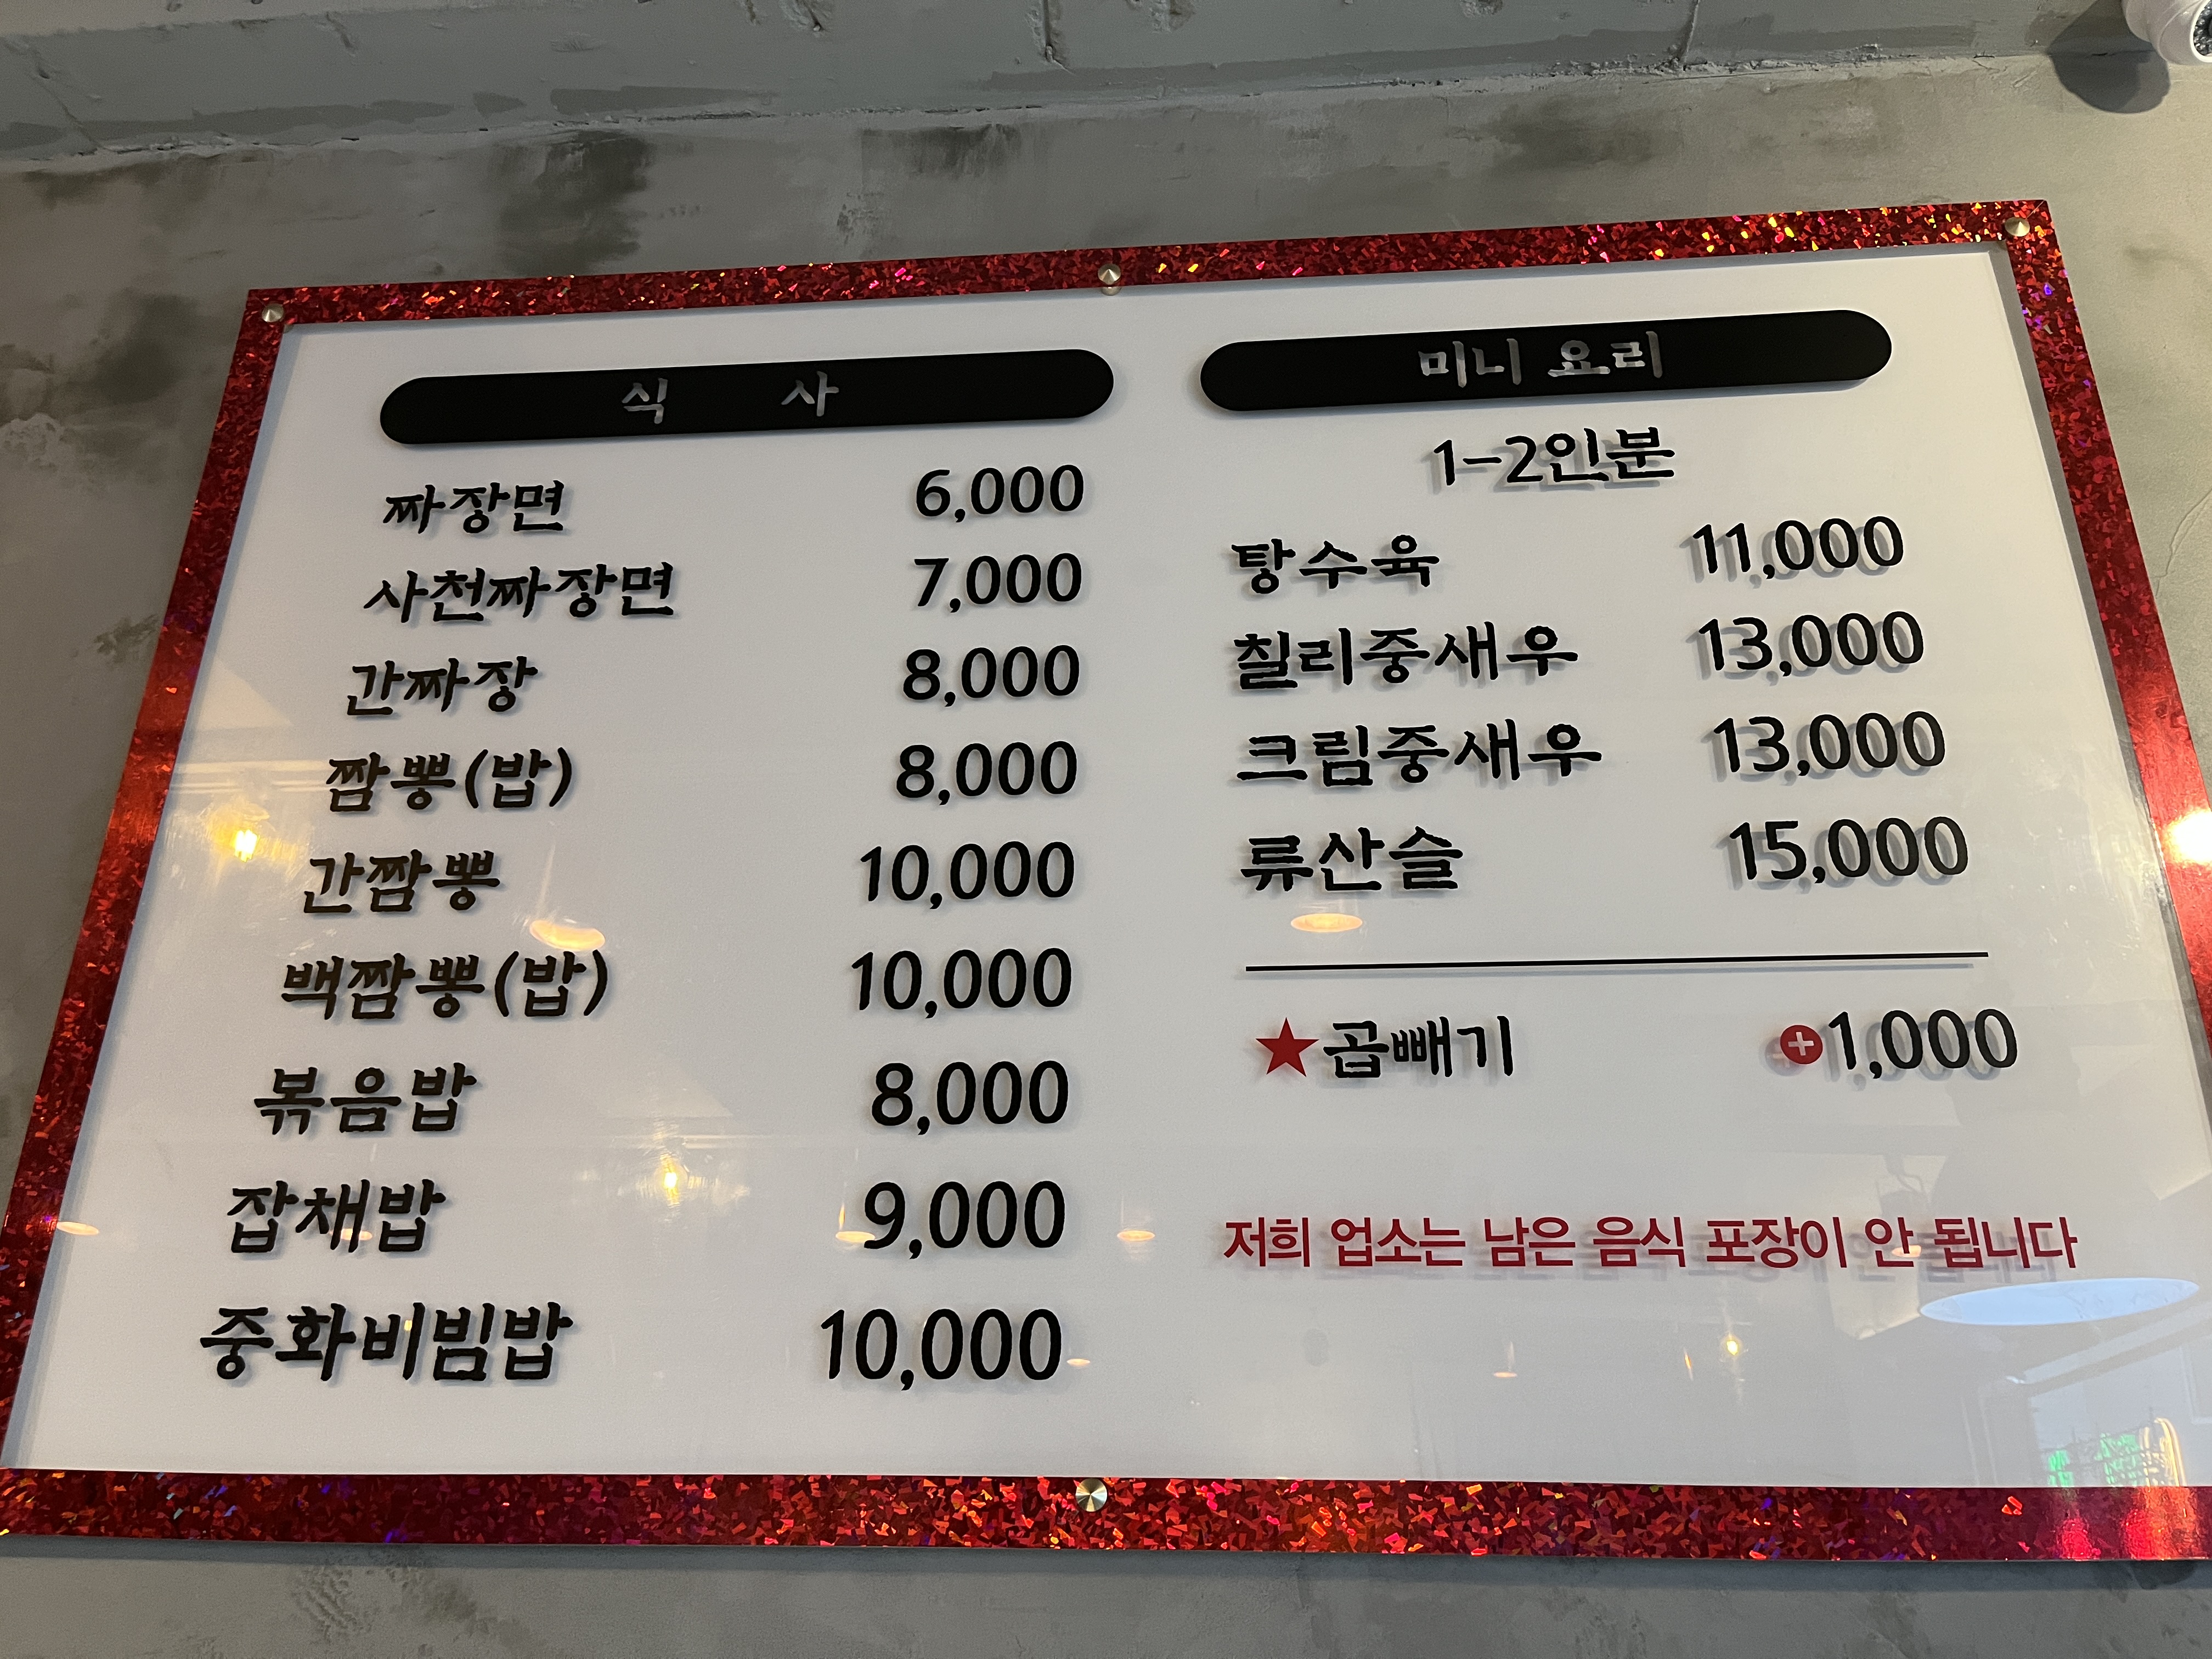 식 사
짜장면 6,000
사천짜장면 7,000
간짜장 8,000
짬뽕(밥) 8,000
간짬뽕 10,000
백짬뽕(밥) 10,000
볶음밥 8,000
잡채밥 9,000
중화비빔밥 10,000
미니 요리
1-2인분
탕수육 11,000
칠리중새우 13,000
크림중새우 13,000
류산슬 15,000
★곱빼기 +1,000
저희 업소는 남은 음식 포장이 안 됩니다